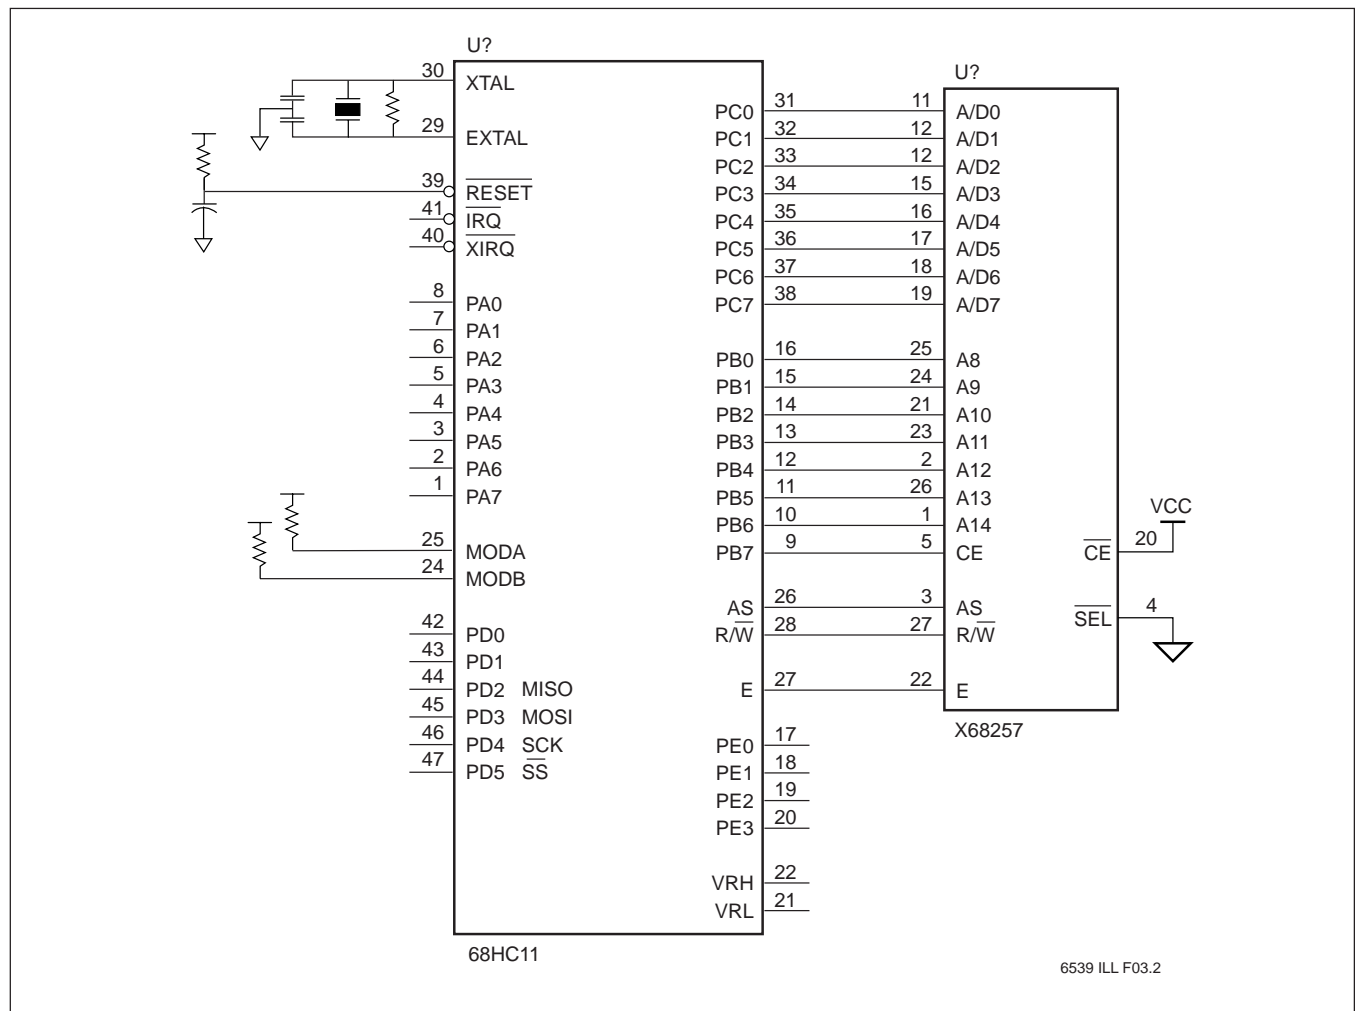 U?
U?
30 XTAL
29 EXTAL
39 RESET
41 IRQ
40 XIRQ
8 PA0
7 PA1
6 PA2
5 PA3
4 PA4
3 PA5
2 PA6
1 PA7
25 MODA
24 MODB
42 PD0
43 PD1
44 PD2 MISO
45 PD3 MOSI
46 PD4 SCK
47 PD5 SS
68HC11
PC0 31 11 A/D0
PC1 32 12 A/D1
PC2 33 12 A/D2
PC3 34 15 A/D3
PC4 35 16 A/D4
PC5 36 17 A/D5
PC6 37 18 A/D6
PC7 38 19 A/D7
PB0 16 25 A8
PB1 15 24 A9
PB2 14 21 A10
PB3 13 23 A11
PB4 12 2 A12
PB5 11 26 A13
PB6 10 1 A14
PB7 9 5 CE
AS 26 3 AS
R/W 28 27 R/W
E 27 22 E
PE0 17
PE1 18
PE2 19
PE3 20
VRH 22
VRL 21
VCC
CE 20
SEL 4
X68257
6539 ILL F03.2